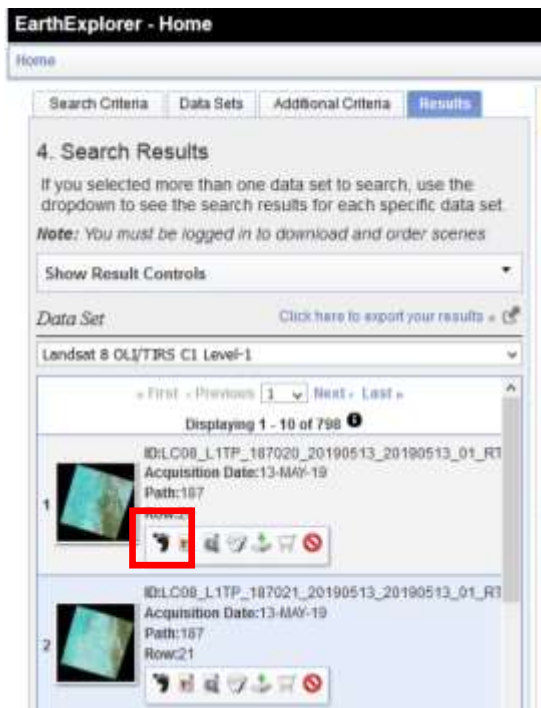 EarthExplorer - Home
Home
Search Criteria Data Sets Additional Criteria Results
4. Search Results
If you selected more than one data set to search, use the
dropdown to see the search results for each specific data set.
Note: You must be logged in to download and order scenes
Show Result Controls
Data Set Click here to export your results »
Landsat 8 OLI/TIRS C1 Level-1
« First ‹ Previous 1 Next › Last »
Displaying 1 - 10 of 798
ID:LC08_L1TP_187020_20190513_20190513_01_RT
Acquisition Date:13-MAY-19
Path:187
1
ID:LC08_L1TP_187021_20190513_20190513_01_RT
Acquisition Date:13-MAY-19
Path:187
2 Row:21